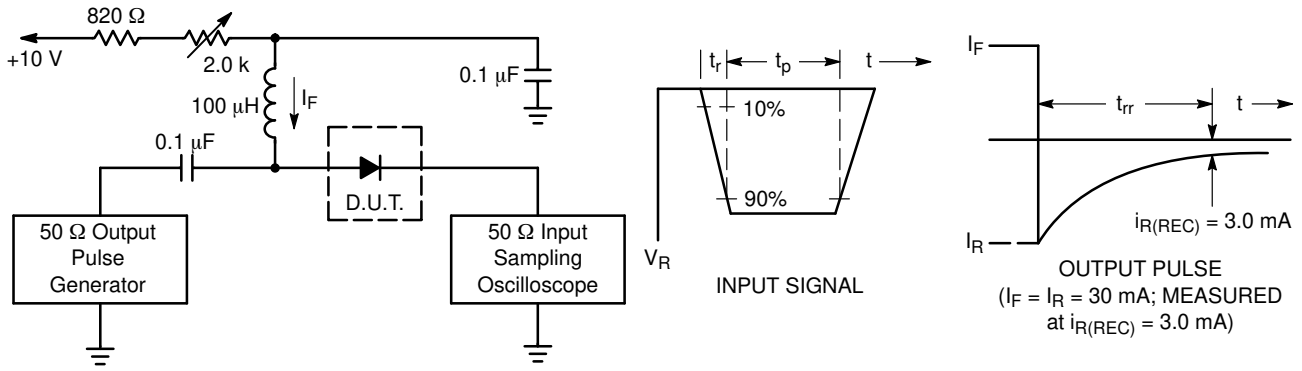 820 Ω
+10 V
2.0 k
100 μH
I_F
0.1 μF
0.1 μF
D.U.T.
50 Ω Output
Pulse
Generator
50 Ω Input
Sampling
Oscilloscope
t_r
t_p
t
10%
90%
V_R
INPUT SIGNAL
I_F
t_rr
t
i_R(REC) = 3.0 mA
I_R
OUTPUT PULSE
(I_F = I_R = 30 mA; MEASURED
at i_R(REC) = 3.0 mA)